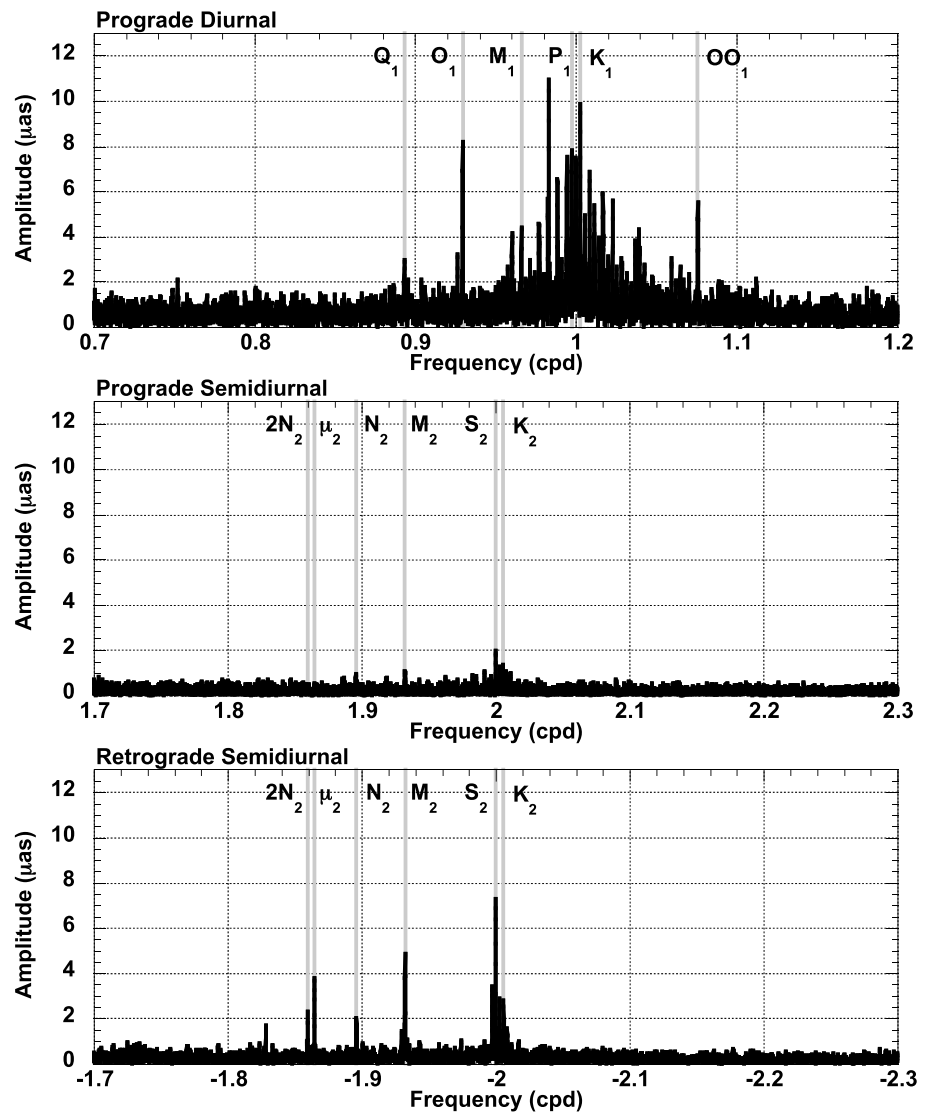 Prograde Diurnal
Q1 O1 M1 P1 K1 OO1
12
10
8
6
4
2
0
Amplitude (μas)
0.7 0.8 0.9 1 1.1 1.2
Frequency (cpd)
Prograde Semidiurnal
2N2 μ2 N2 M2 S2 K2
12
10
8
6
4
2
0
Amplitude (μas)
1.7 1.8 1.9 2 2.1 2.2 2.3
Frequency (cpd)
Retrograde Semidiurnal
2N2 μ2 N2 M2 S2 K2
12
10
8
6
4
2
0
Amplitude (μas)
-1.7 -1.8 -1.9 -2 -2.1 -2.2 -2.3
Frequency (cpd)